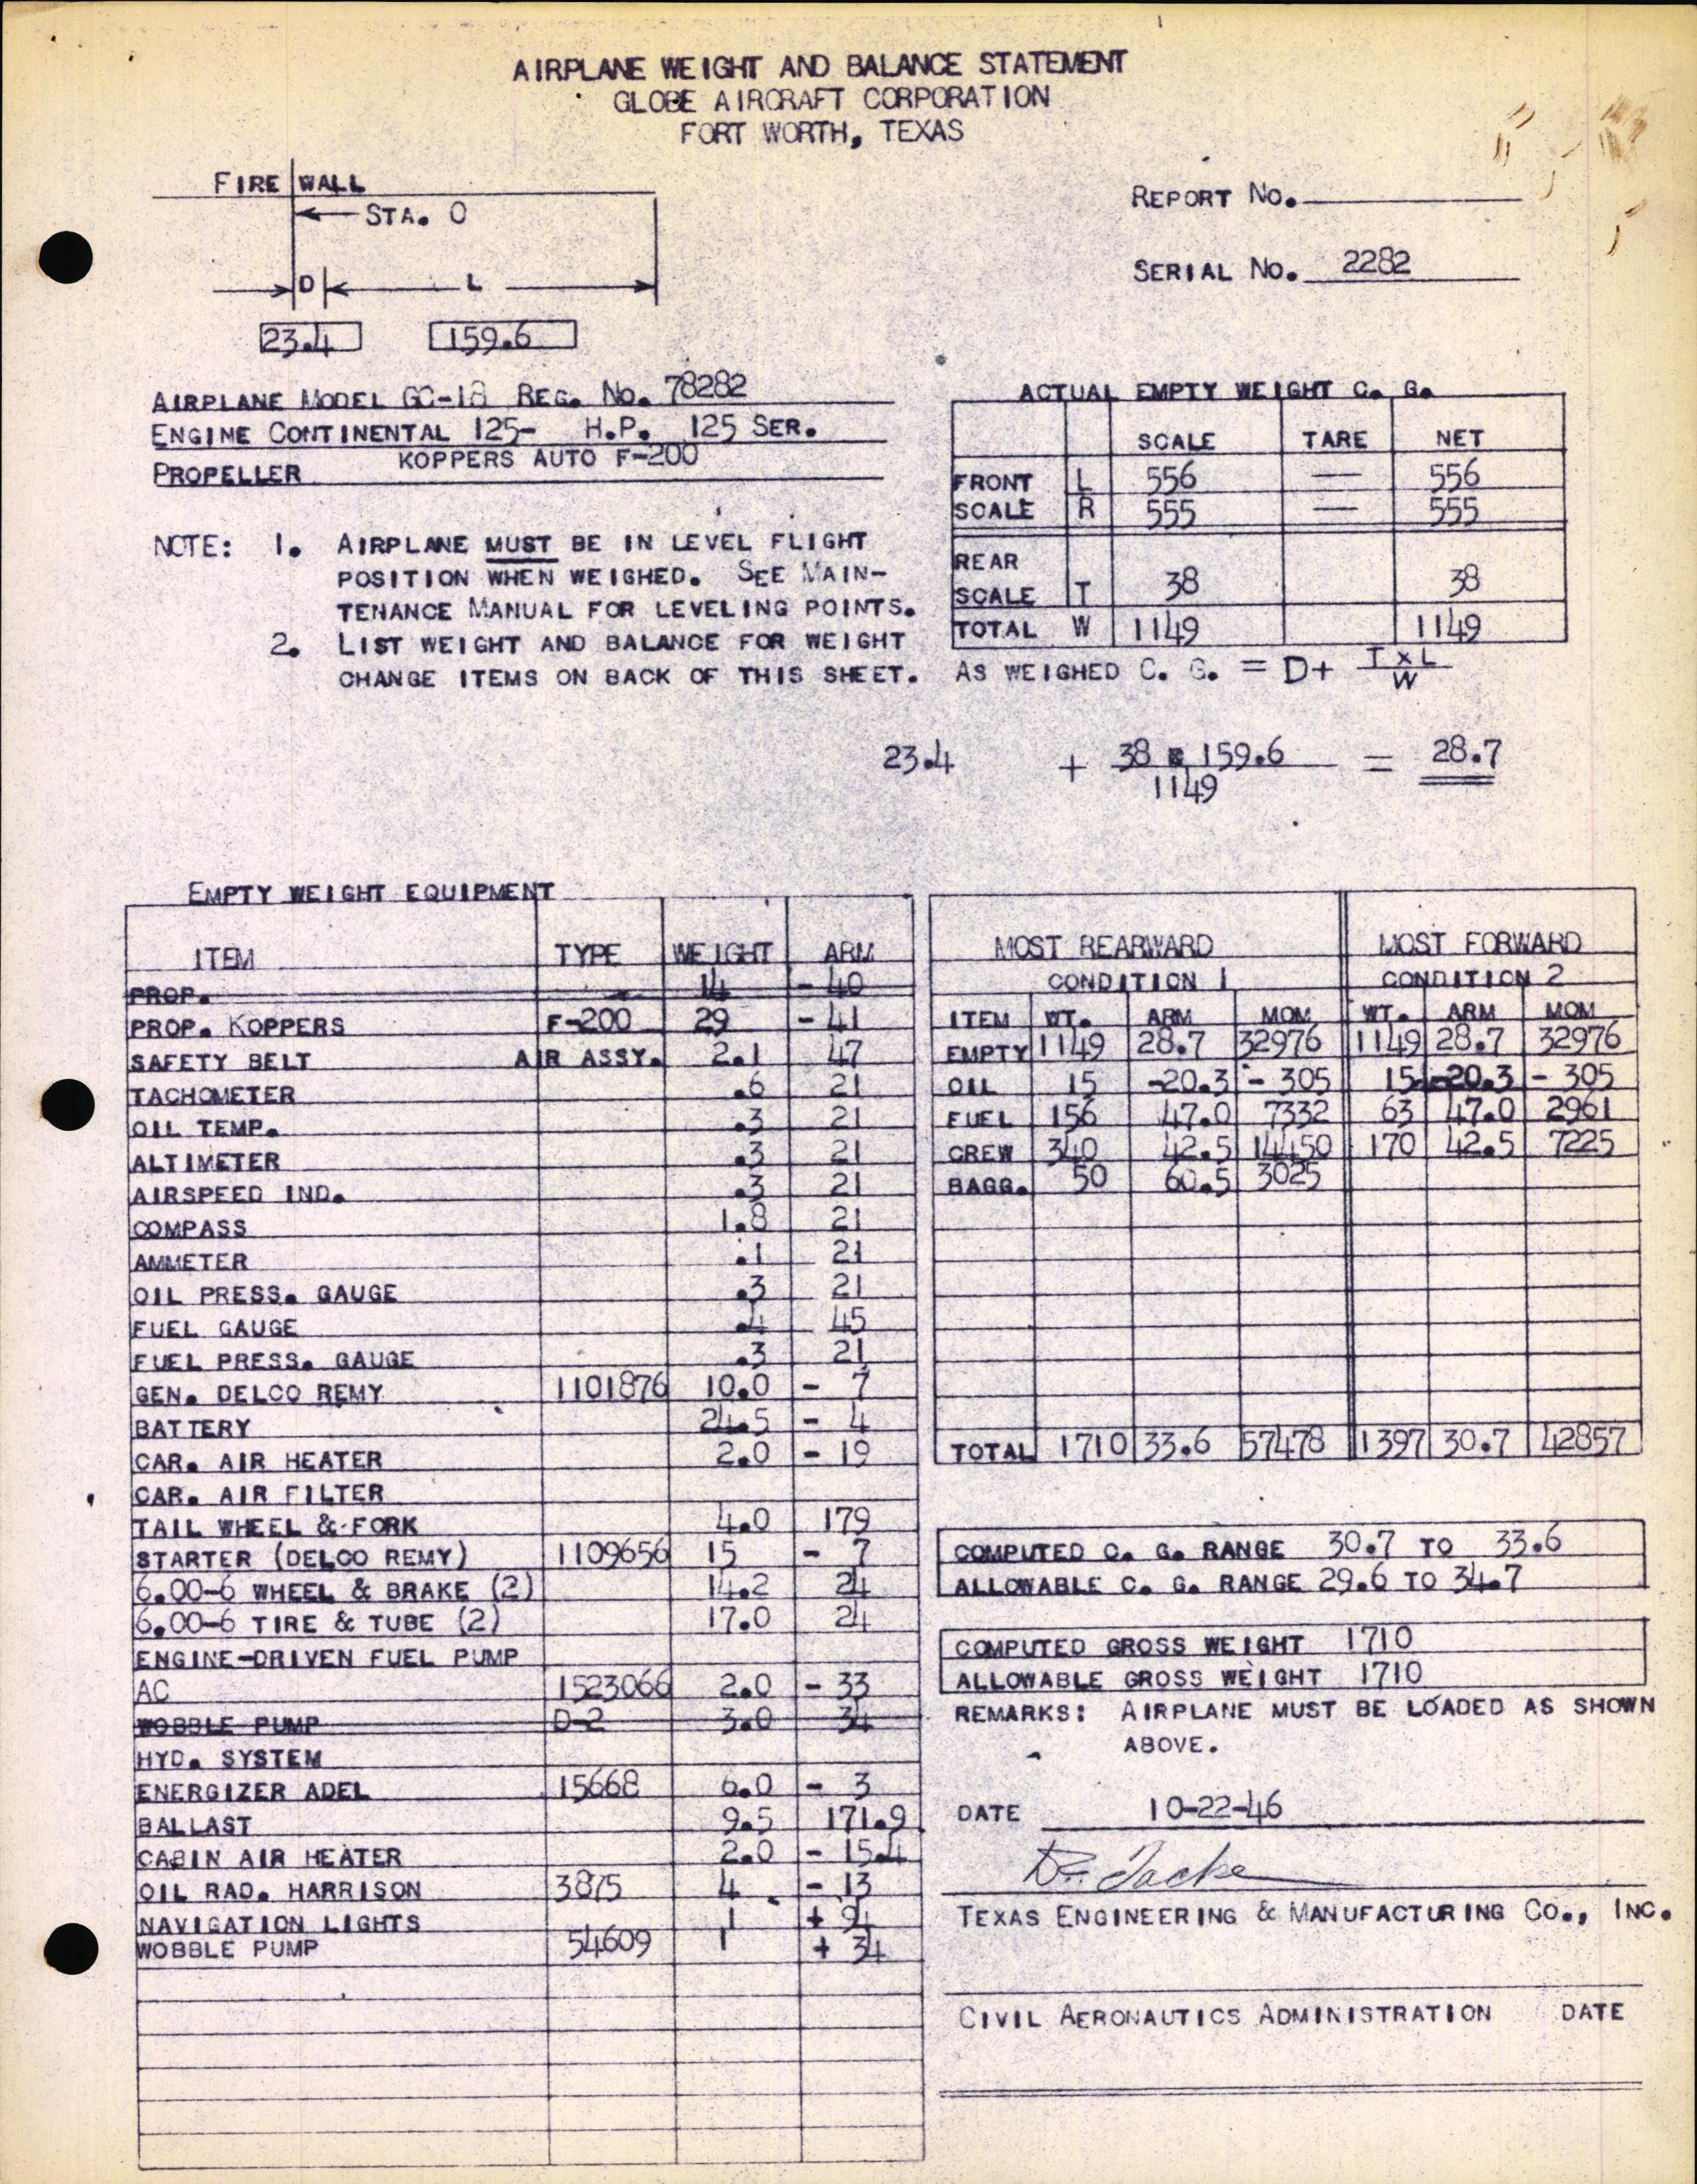 AIRPLANE WEIGHT AND BALANCE STATEMENT
GLOBE AIRCRAFT CORPORATION
FORT WORTH, TEXAS
FIRE WALL
STA. 0
D L
23.4 159.6
REPORT NO.
SERIAL NO. 2282
AIRPLANE MODEL GC-1B REG. NO. 78282
ENGINE CONTINENTAL 125- H.P. 125 SER.
PROPELLER KOPPERS AUTO F-200
NOTE: 1. AIRPLANE MUST BE IN LEVEL FLIGHT
POSITION WHEN WEIGHED. SEE MAIN-
TENANCE MANUAL FOR LEVELING POINTS.
2. LIST WEIGHT AND BALANCE FOR WEIGHT
CHANGE ITEMS ON BACK OF THIS SHEET.
ACTUAL EMPTY WEIGHT C. G.
SCALE TARE NET
FRONT L 556 — 556
SCALE R 555 — 555
REAR
SCALE T 38 38
TOTAL W 1149 1149
AS WEIGHED C. G. = D+ T x L
W
23.4 + 38 x 159.6 = 28.7
1149
EMPTY WEIGHT EQUIPMENT
ITEM TYPE WEIGHT ARM
PROP. 14 - 40
PROP. KOPPERS F-200 29 - 41
SAFETY BELT AIR ASSY. 2.1 47
TACHOMETER .6 21
OIL TEMP. .3 21
ALTIMETER .3 21
AIRSPEED IND. .3 21
COMPASS 1.8 21
AMMETER .1 21
OIL PRESS. GAUGE .3 21
FUEL GAUGE .4 45
FUEL PRESS. GAUGE .3 21
GEN. DELCO REMY 1101876 10.0 - 7
BATTERY 24.5 - 4
CAR. AIR HEATER 2.0 - 19
CAR. AIR FILTER
TAIL WHEEL & FORK 4.0 179
STARTER (DELCO REMY) 1109656 15 - 7
6.00-6 WHEEL & BRAKE (2) 14.2 24
6.00-6 TIRE & TUBE (2) 17.0 24
ENGINE-DRIVEN FUEL PUMP
AC 1523066 2.0 - 33
WOBBLE PUMP D-2 3.0 34
HYD. SYSTEM
ENERGIZER ADEL 15668 6.0 - 3
BALLAST 9.5 171.9
CABIN AIR HEATER 2.0 - 15.4
OIL RAD. HARRISON 3875 4 - 13
NAVIGATION LIGHTS 1 + 94
WOBBLE PUMP 54609 1 + 34
MOST REARWARD MOST FORWARD
CONDITION 1 CONDITION 2
ITEM WT. ARM MOM WT. ARM MOM
EMPTY 1149 28.7 32976 1149 28.7 32976
OIL 15 -20.3 - 305 15 -20.3 - 305
FUEL 156 47.0 7332 63 47.0 2961
CREW 340 42.5 14450 170 42.5 7225
BAGG. 50 60.5 3025
TOTAL 1710 33.6 57478 1397 30.7 42857
COMPUTED C. G. RANGE 30.7 TO 33.6
ALLOWABLE C. G. RANGE 29.6 TO 34.7
COMPUTED GROSS WEIGHT 1710
ALLOWABLE GROSS WEIGHT 1710
REMARKS: AIRPLANE MUST BE LOADED AS SHOWN
ABOVE.
DATE 10-22-46
TEXAS ENGINEERING & MANUFACTURING CO., INC.
CIVIL AERONAUTICS ADMINISTRATION DATE